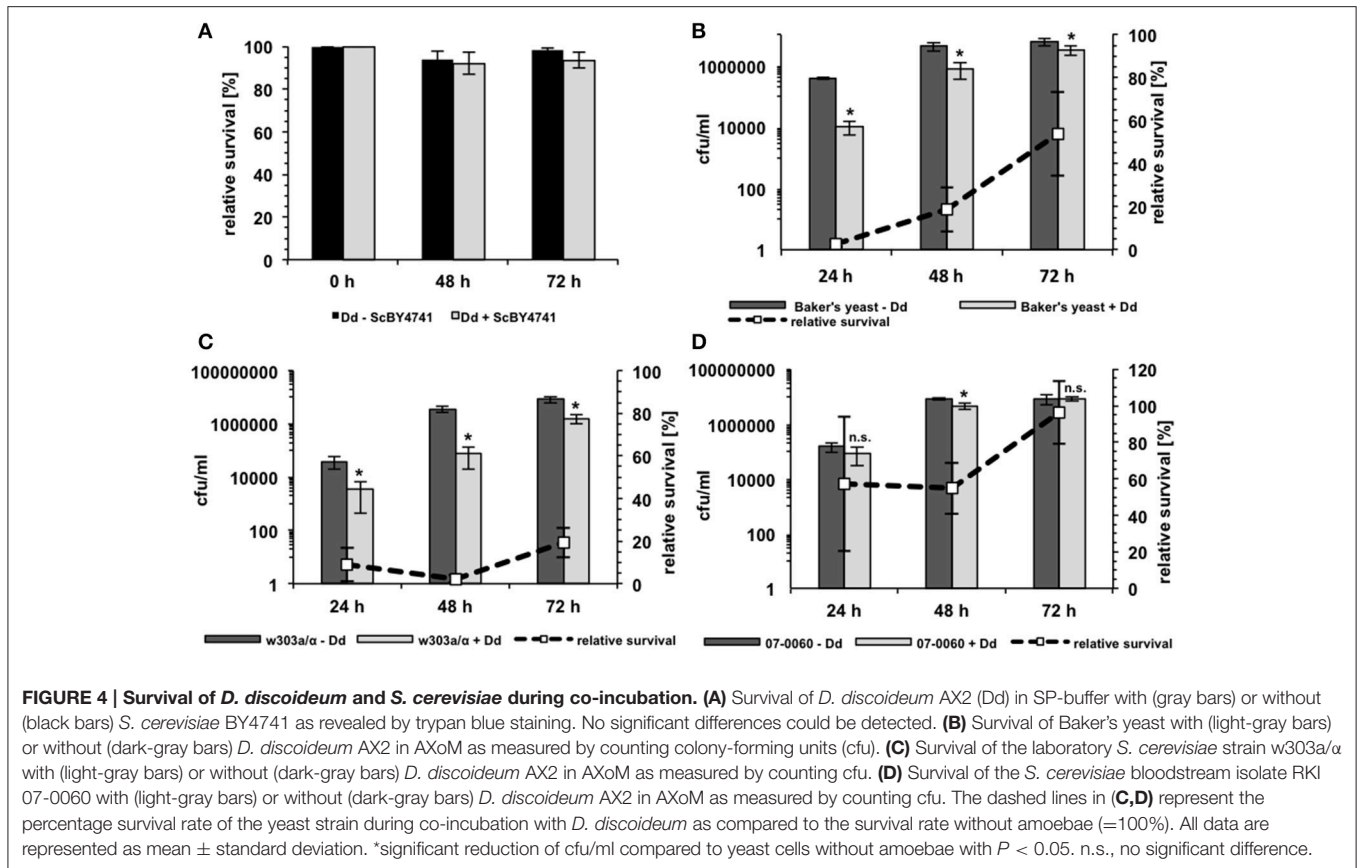 A
100
80
60
40
20
0
relative survival [%]
0 h 48 h 72 h
Dd - ScBY4741 Dd + ScBY4741
B
1000000
10000
100
1
cfu/ml
100
80
60
40
20
0
relative survival [%]
* * *
24 h 48 h 72 h
Baker's yeast - Dd Baker's yeast + Dd
relative survival
C
100000000
1000000
10000
100
1
cfu/ml
100
80
60
40
20
0
relative survival [%]
* * *
24 h 48 h 72 h
w303a/α - Dd w303a/α + Dd relative survival
D
100000000
1000000
10000
100
1
cfu/ml
120
100
80
60
40
20
0
relative survival [%]
n.s. * n.s.
24 h 48 h 72 h
07-0060 - Dd 07-0060 + Dd relative survival
FIGURE 4 | Survival of D. discoideum and S. cerevisiae during co-incubation. (A) Survival of D. discoideum AX2 (Dd) in SP-buffer with (gray bars) or without
(black bars) S. cerevisiae BY4741 as revealed by trypan blue staining. No significant differences could be detected. (B) Survival of Baker's yeast with (light-gray bars)
or without (dark-gray bars) D. discoideum AX2 in AXoM as measured by counting colony-forming units (cfu). (C) Survival of the laboratory S. cerevisiae strain w303a/α
with (light-gray bars) or without (dark-gray bars) D. discoideum AX2 in AXoM as measured by counting cfu. (D) Survival of the S. cerevisiae bloodstream isolate RKI
07-0060 with (light-gray bars) or without (dark-gray bars) D. discoideum AX2 in AXoM as measured by counting cfu. The dashed lines in (C,D) represent the
percentage survival rate of the yeast strain during co-incubation with D. discoideum as compared to the survival rate without amoebae (=100%). All data are
represented as mean ± standard deviation. *significant reduction of cfu/ml compared to yeast cells without amoebae with P < 0.05. n.s., no significant difference.